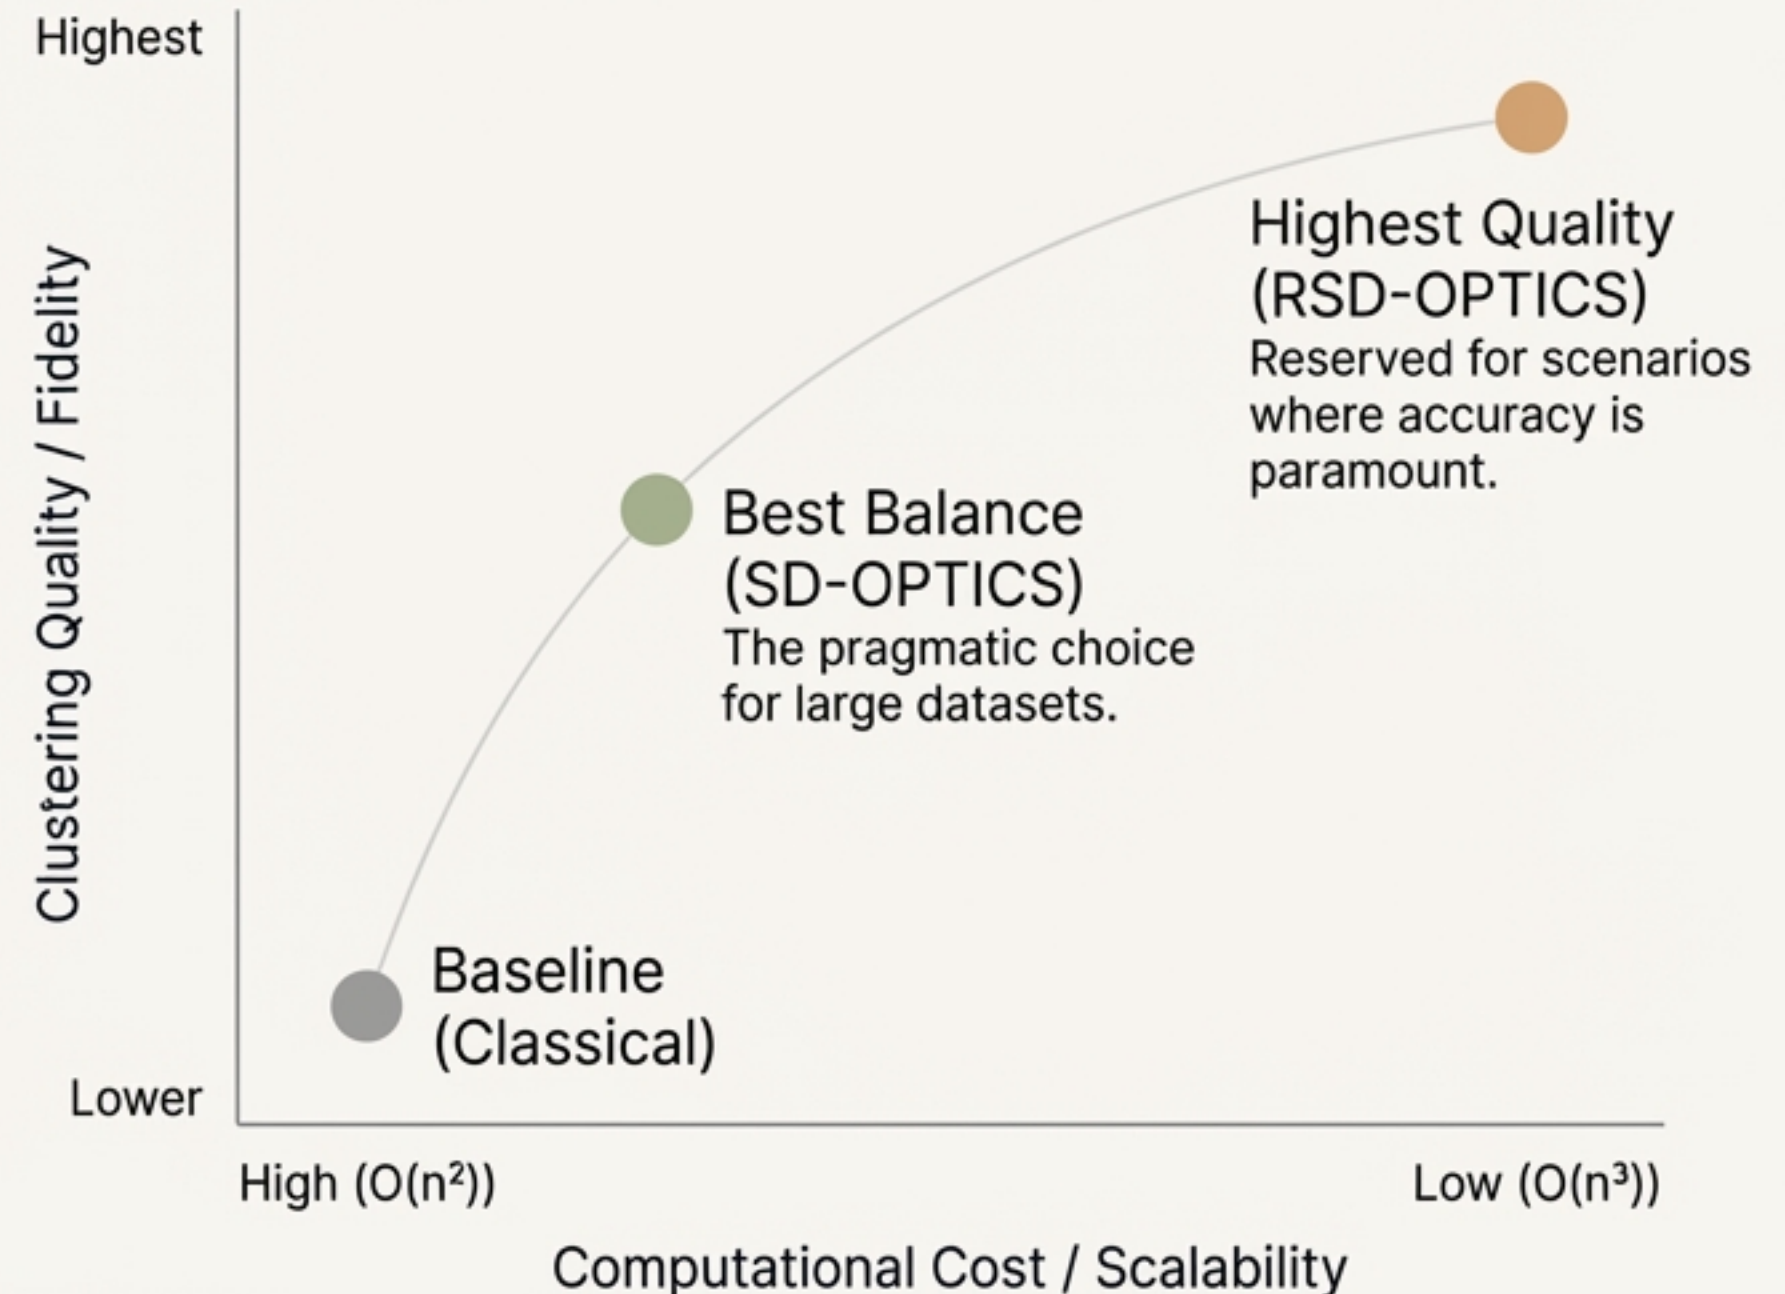 Highest
Clustering Quality / Fidelity
Lower
Highest Quality
(RSD-OPTICS)
Reserved for scenarios
where accuracy is
paramount.
Best Balance
(SD-OPTICS)
The pragmatic choice
for large datasets.
Baseline
(Classical)
High (O(n²))
Low (O(n³))
Computational Cost / Scalability